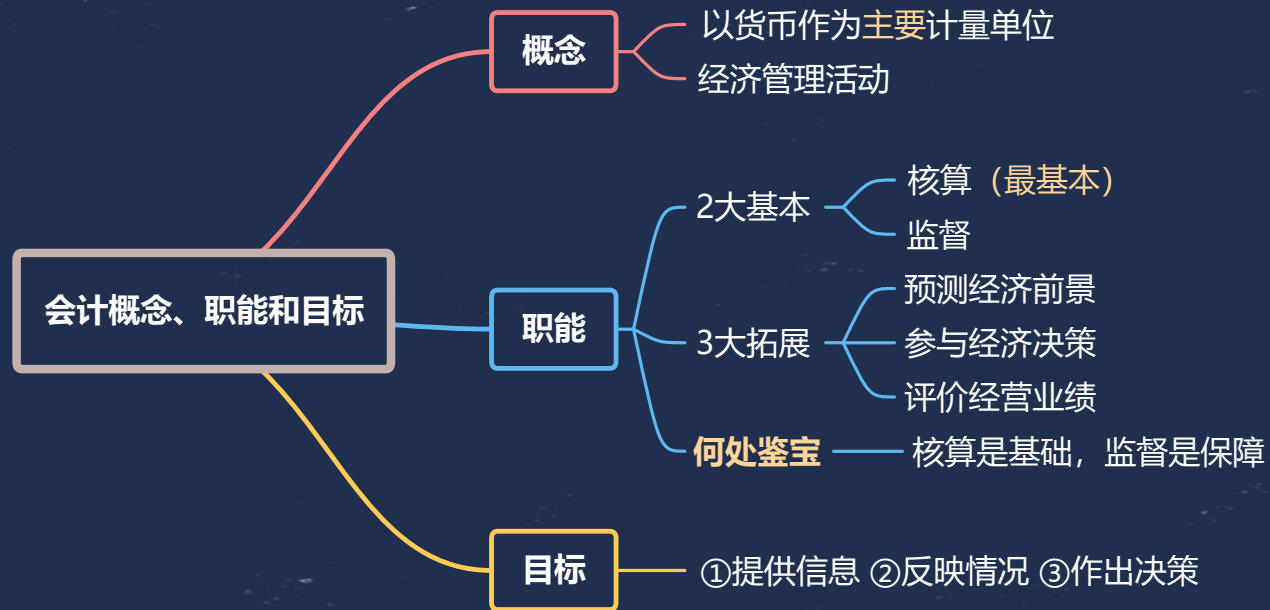 会计概念、职能和目标
概念
以货币作为主要计量单位
经济管理活动
职能
2大基本
核算（最基本）
监督
3大拓展
预测经济前景
参与经济决策
评价经营业绩
何处鉴宝
核算是基础，监督是保障
目标
①提供信息 ②反映情况 ③作出决策